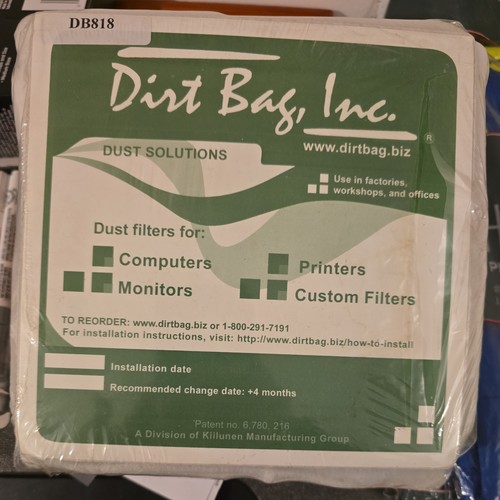 DB818
Dirt Bag, Inc.
®
www.dirtbag.biz
DUST SOLUTIONS
Use in factories,
workshops, and offices
Dust filters for:
Computers
Printers
Monitors
Custom Filters
TO REORDER: www.dirtbag.biz or 1-800-291-7191
For installation instructions, visit: http://www.dirtbag.biz/how-to-install
Installation date
Recommended change date: +4 months
Patent no. 6,780, 216
A Division of Kiilunen Manufacturing Group